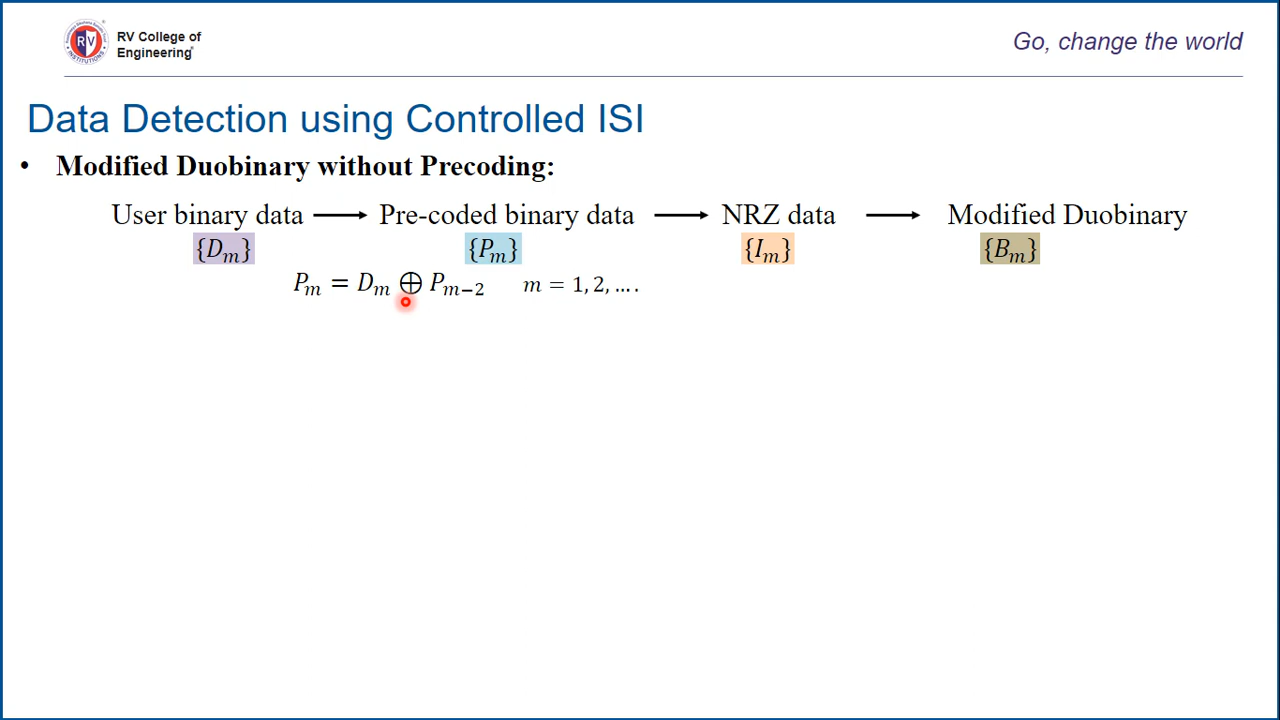 RV College of
Engineering
Go, change the world
Data Detection using Controlled ISI
• Modified Duobinary without Precoding:
User binary data ⟶ Pre-coded binary data ⟶ NRZ data ⟶ Modified Duobinary
{Dₘ} {Pₘ} {Iₘ} {Bₘ}
Pₘ = Dₘ ⊕ Pₘ₋₂ m = 1, 2, … .